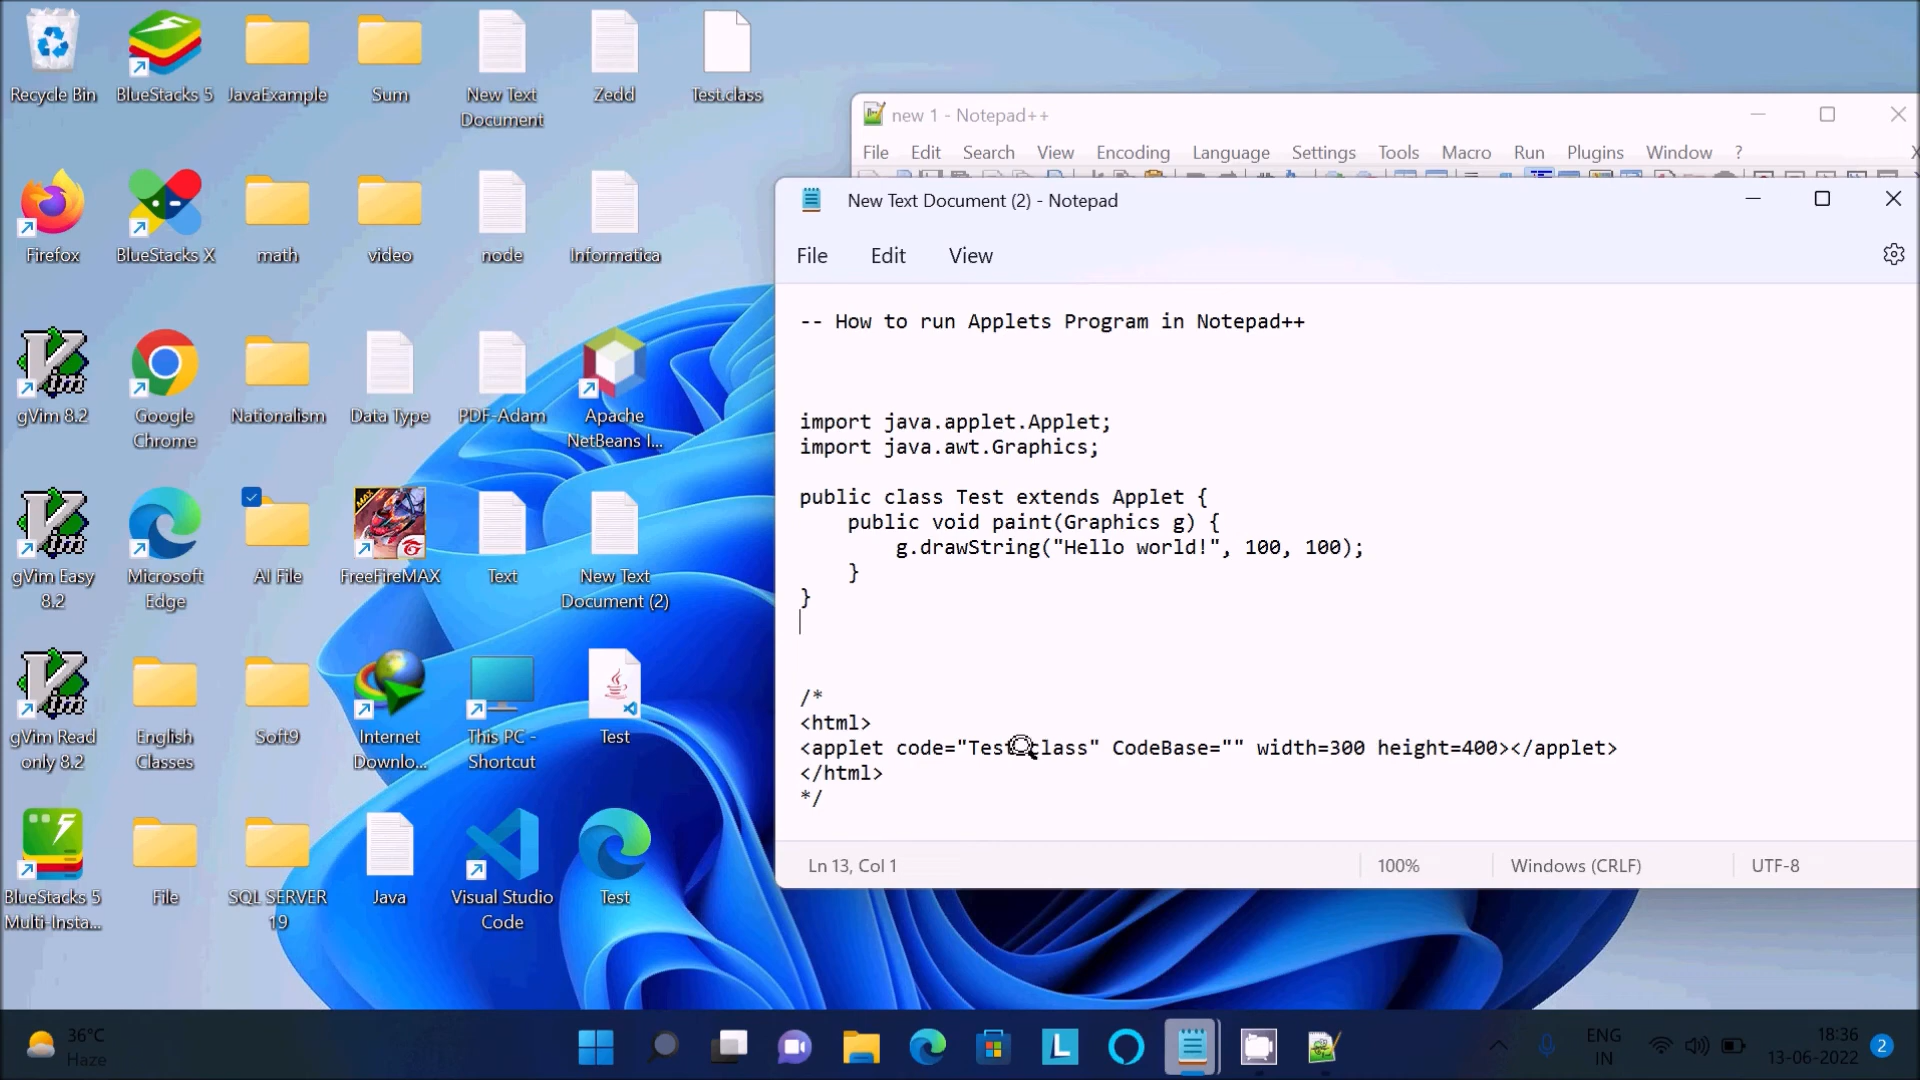 Recycle Bin
BlueStacks 5
JavaExample
Sum
New Text
Document
Zedd
Test.class
Firefox
BlueStacks X
math
video
node
Informatica
gVim 8.2
Google
Chrome
Nationalism
Data Type
PDF-Adam
Apache
NetBeans I...
gVim Easy
8.2
Microsoft
Edge
AI File
MAX
FreeFireMAX
Text
New Text
Document (2)
gVim Read
only 8.2
English
Classes
Soft9
Internet
Downlo...
This PC -
Shortcut
Test
BlueStacks 5
Multi-Insta...
File
SQL SERVER
19
Java
Visual Studio
Code
Test
new 1 - Notepad++
File Edit Search View Encoding Language Settings Tools Macro Run Plugins Window ? X
New Text Document (2) - Notepad
File Edit View
-- How to run Applets Program in Notepad++
import java.applet.Applet;
import java.awt.Graphics;
public class Test extends Applet {
public void paint(Graphics g) {
g.drawString("Hello world!", 100, 100);
}
}
/*
<html>
<applet code="Test.class" CodeBase="" width=300 height=400></applet>
</html>
*/
Ln 13, Col 1 100% Windows (CRLF) UTF-8
36°C
Haze
L
ENG
IN
18:36
13-06-2022
2